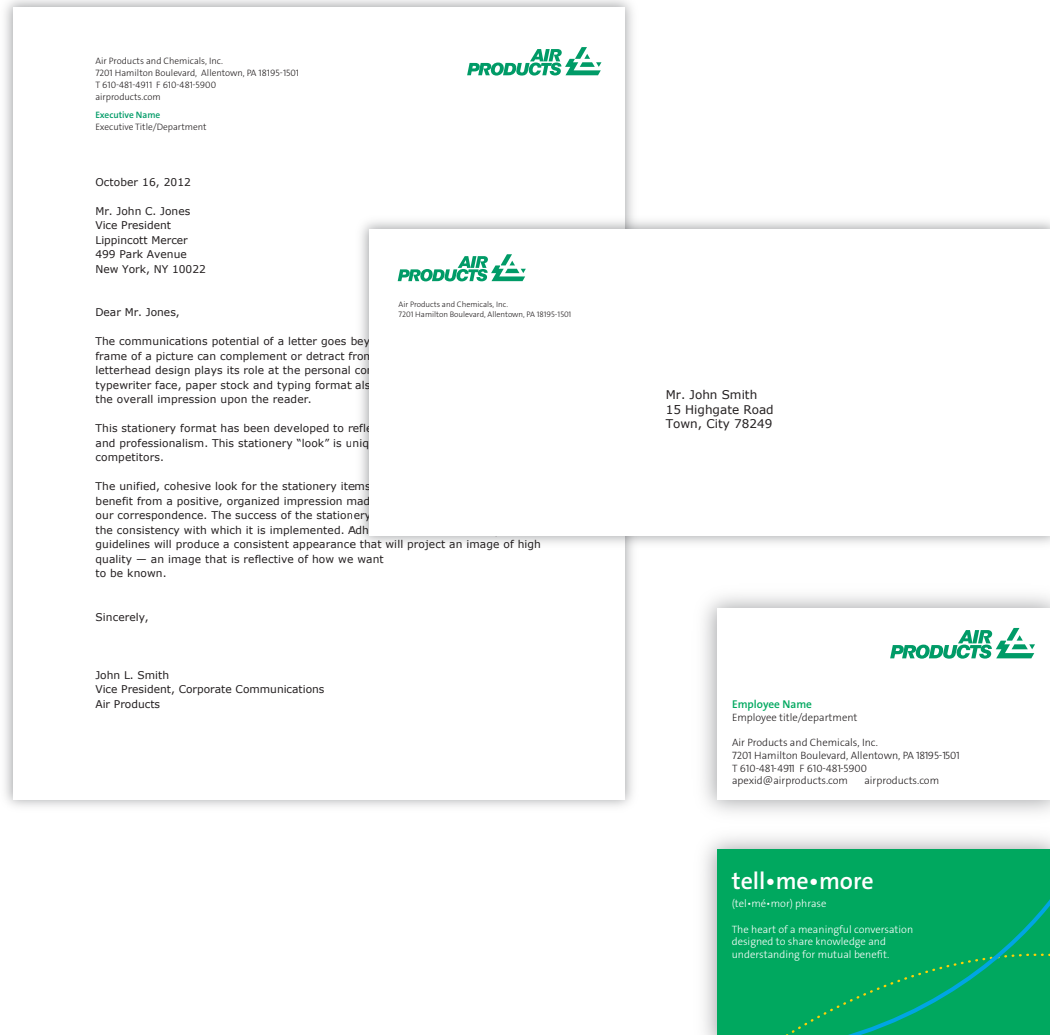 Air Products and Chemicals, Inc.
7201 Hamilton Boulevard, Allentown, PA 18195-1501
T 610-481-4911 F 610-481-5900
airproducts.com
Executive Name
Executive Title/Department
AIR
PRODUCTS
October 16, 2012
Mr. John C. Jones
Vice President
Lippincott Mercer
499 Park Avenue
New York, NY 10022
Dear Mr. Jones,
The communications potential of a letter goes
frame of a picture can complement or detract
letterhead design plays its role at the personal
typewriter face, paper stock and typing format
the overall impression upon the reader.
This stationery format has been developed to
and professionalism. This stationery “look” is
competitors.
The unified, cohesive look for the stationery items
benefit from a positive, organized impression
our correspondence. The success of the stationery
the consistency with which it is implemented.
guidelines will produce a consistent appearance that will project an image of high
quality — an image that is reflective of how we want
to be known.
Sincerely,
John L. Smith
Vice President, Corporate Communications
Air Products
AIR
PRODUCTS
Air Products and Chemicals, Inc.
7201 Hamilton Boulevard, Allentown, PA 18195-1501
Mr. John Smith
15 Highgate Road
Town, City 78249
AIR
PRODUCTS
Employee Name
Employee title/department
Air Products and Chemicals, Inc.
7201 Hamilton Boulevard, Allentown, PA 18195-1501
T 610-481-4911 F 610-481-5900
apexid@airproducts.com airproducts.com
tell•me•more
(tel•mé•mor) phrase
The heart of a meaningful conversation
designed to share knowledge and
understanding for mutual benefit.